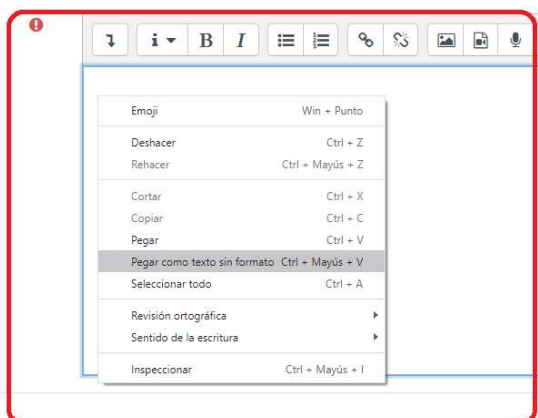 i B I
Emoji Win + Punto
Deshacer Ctrl + Z
Rehacer Ctrl + Mayús + Z
Cortar Ctrl + X
Copiar Ctrl + C
Pegar Ctrl + V
Pegar como texto sin formato Ctrl + Mayús + V
Seleccionar todo Ctrl + A
Revisión ortográfica
Sentido de la escritura
Inspeccionar Ctrl + Mayús + I